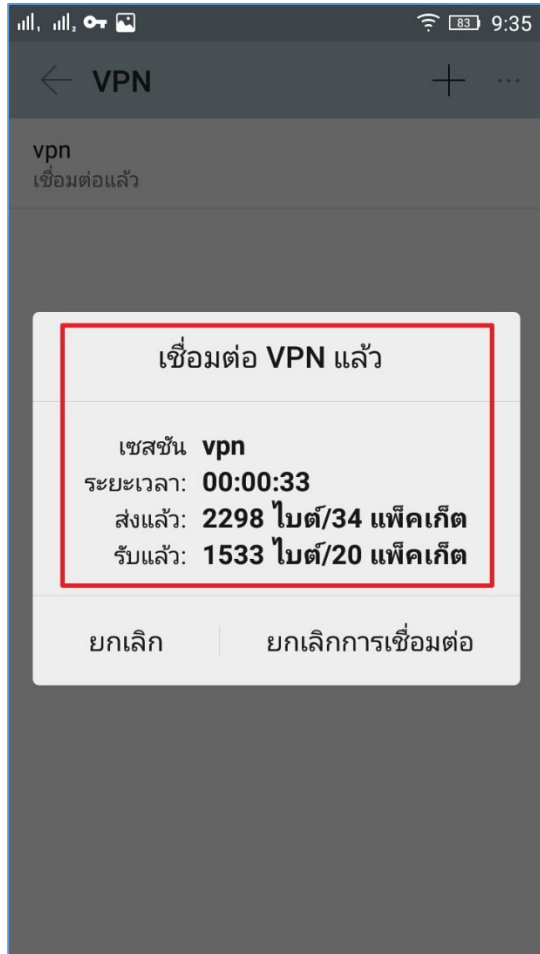 83 9:35
VPN
vpn
เชื่อมต่อแล้ว
เชื่อมต่อ VPN แล้ว
เซสชัน vpn
ระยะเวลา: 00:00:33
ส่งแล้ว: 2298 ไบต์/34 แพ็คเก็ต
รับแล้ว: 1533 ไบต์/20 แพ็คเก็ต
ยกเลิก ยกเลิกการเชื่อมต่อ